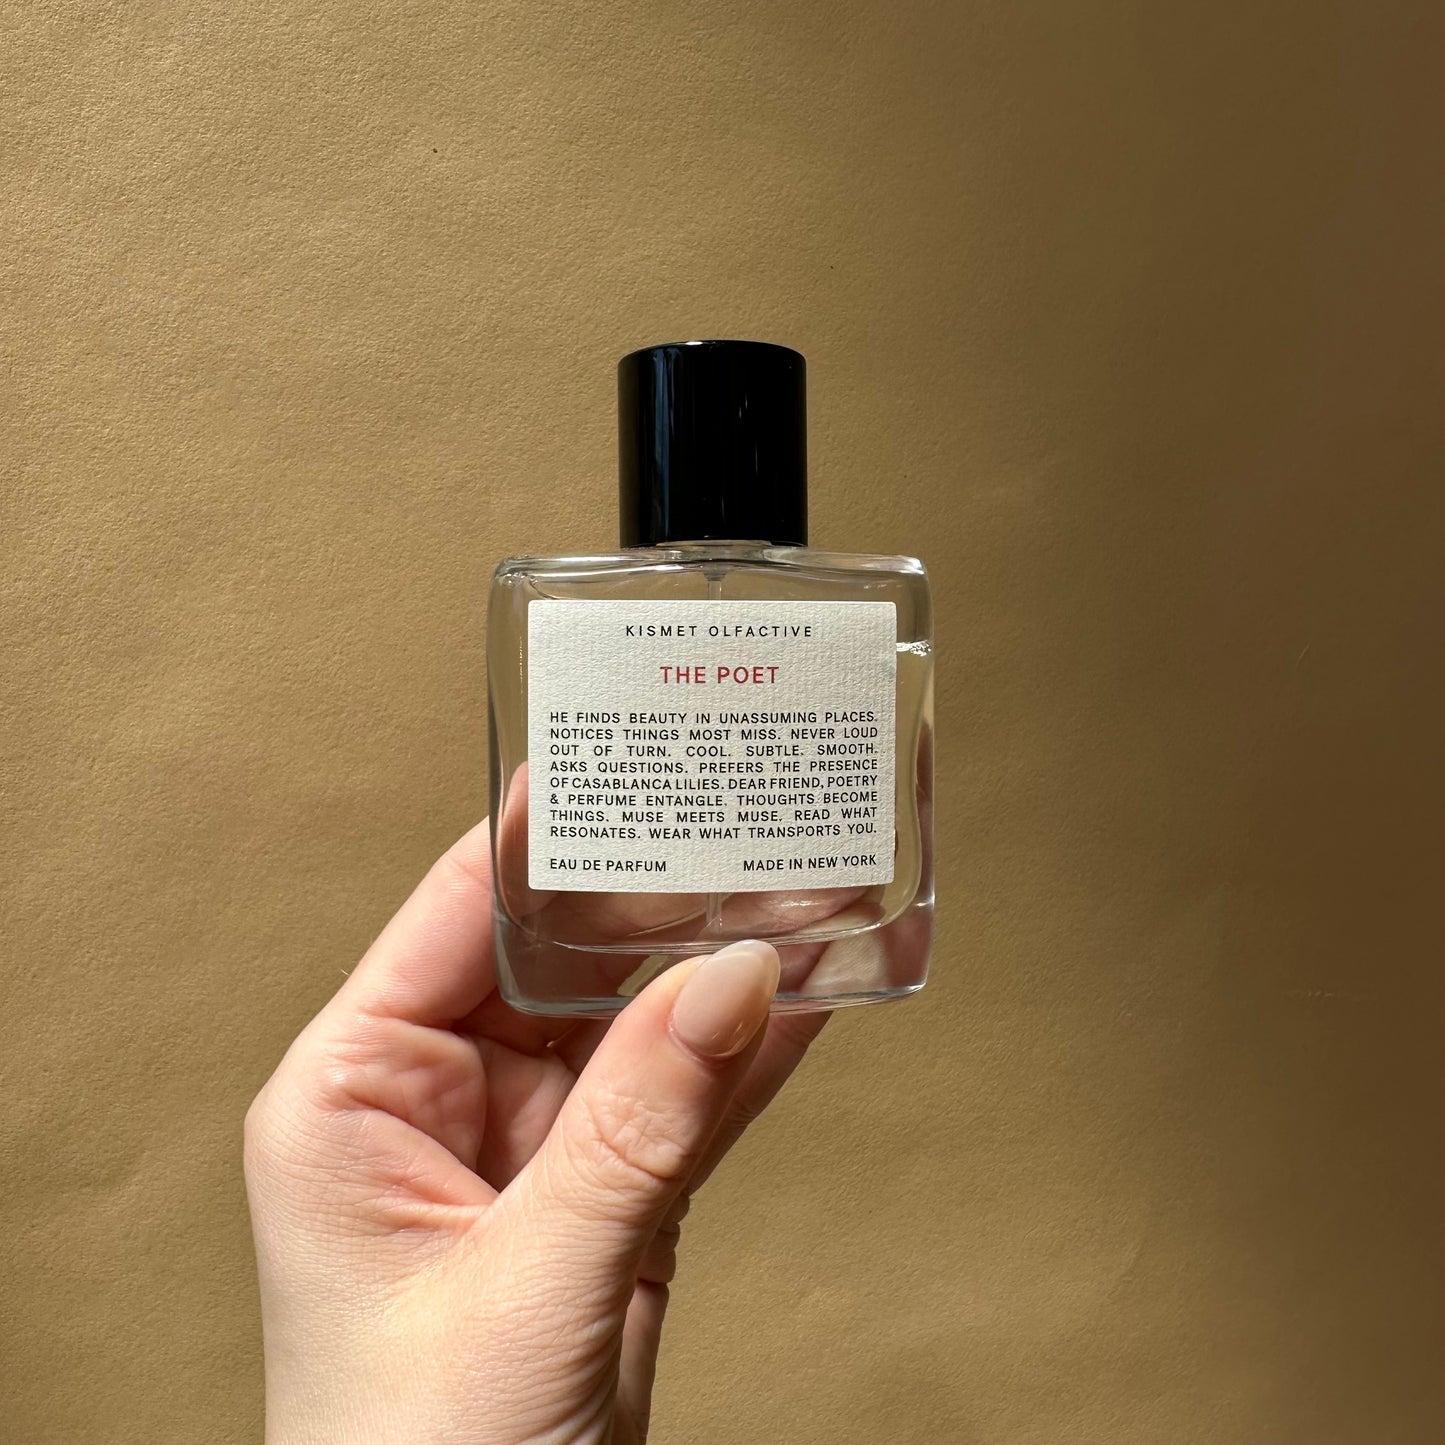 KISMET OLFACTIVE
THE POET
HE FINDS BEAUTY IN UNASSUMING PLACES.
NOTICES THINGS MOST MISS. NEVER LOUD
OUT OF TURN. COOL. SUBTLE. SMOOTH.
ASKS QUESTIONS. PREFERS THE PRESENCE
OF CASABLANCA LILIES. DEAR FRIEND, POETRY
& PERFUME ENTANGLE. THOUGHTS BECOME
THINGS. MUSE MEETS MUSE. READ WHAT
RESONATES. WEAR WHAT TRANSPORTS YOU.
EAU DE PARFUM MADE IN NEW YORK